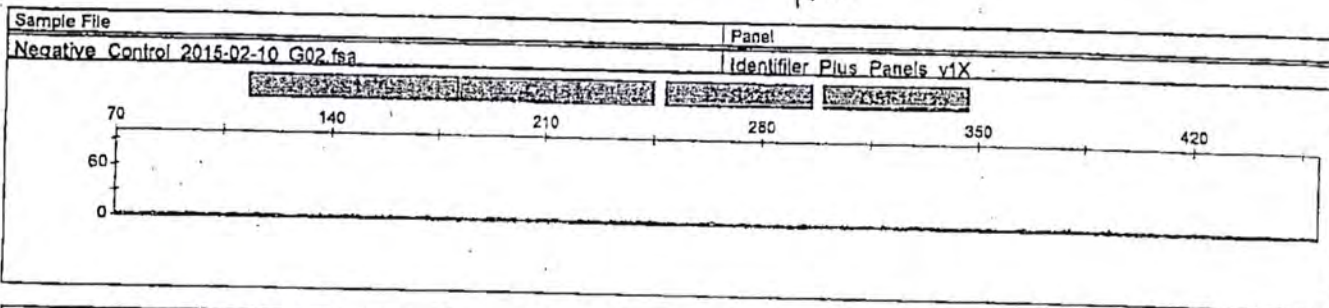 Sample File Panel
Negative Control 2015-02-10 G02.fsa Identifiler Plus Panels v1X
70 140 210 280 350 420
60
0